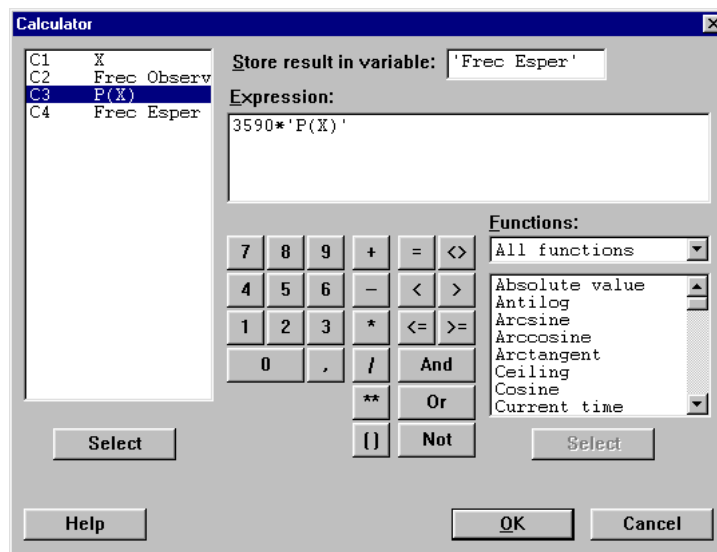 Calculator
C1 X
C2 Frec Observ
C3 P(X)
C4 Frec Esper
Store result in variable: 'Frec Esper'
Expression:
3590*'P(X)'
Functions:
All functions
7 8 9 + = <>
4 5 6 − < >
1 2 3 * <= >=
0 , / And
** Or
() Not
Absolute value
Antilog
Arcsine
Arccosine
Arctangent
Ceiling
Cosine
Current time
Select
Select
Help
OK
Cancel